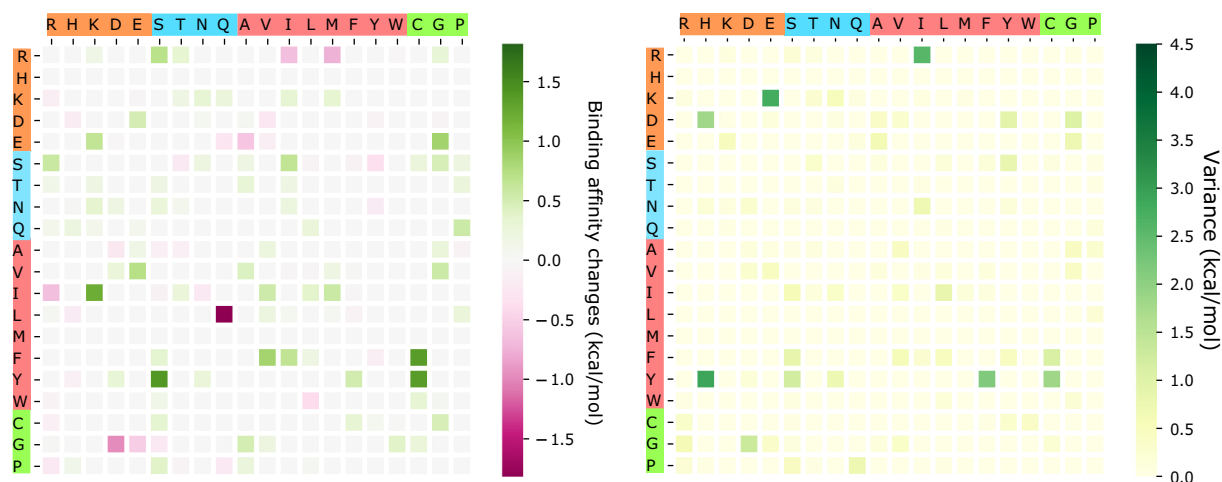 R H K D E S T N Q A V I L M F Y W C G P
R
H
K
D
E
S
T
N
Q
A
V
I
L
M
F
Y
W
C
G
P
1.5
1.0
0.5
0.0
−0.5
−1.0
−1.5
Binding affinity changes (kcal/mol)
R H K D E S T N Q A V I L M F Y W C G P
R
H
K
D
E
S
T
N
Q
A
V
I
L
M
F
Y
W
C
G
P
4.5
4.0
3.5
3.0
2.5
2.0
1.5
1.0
0.5
0.0
Variance (kcal/mol)